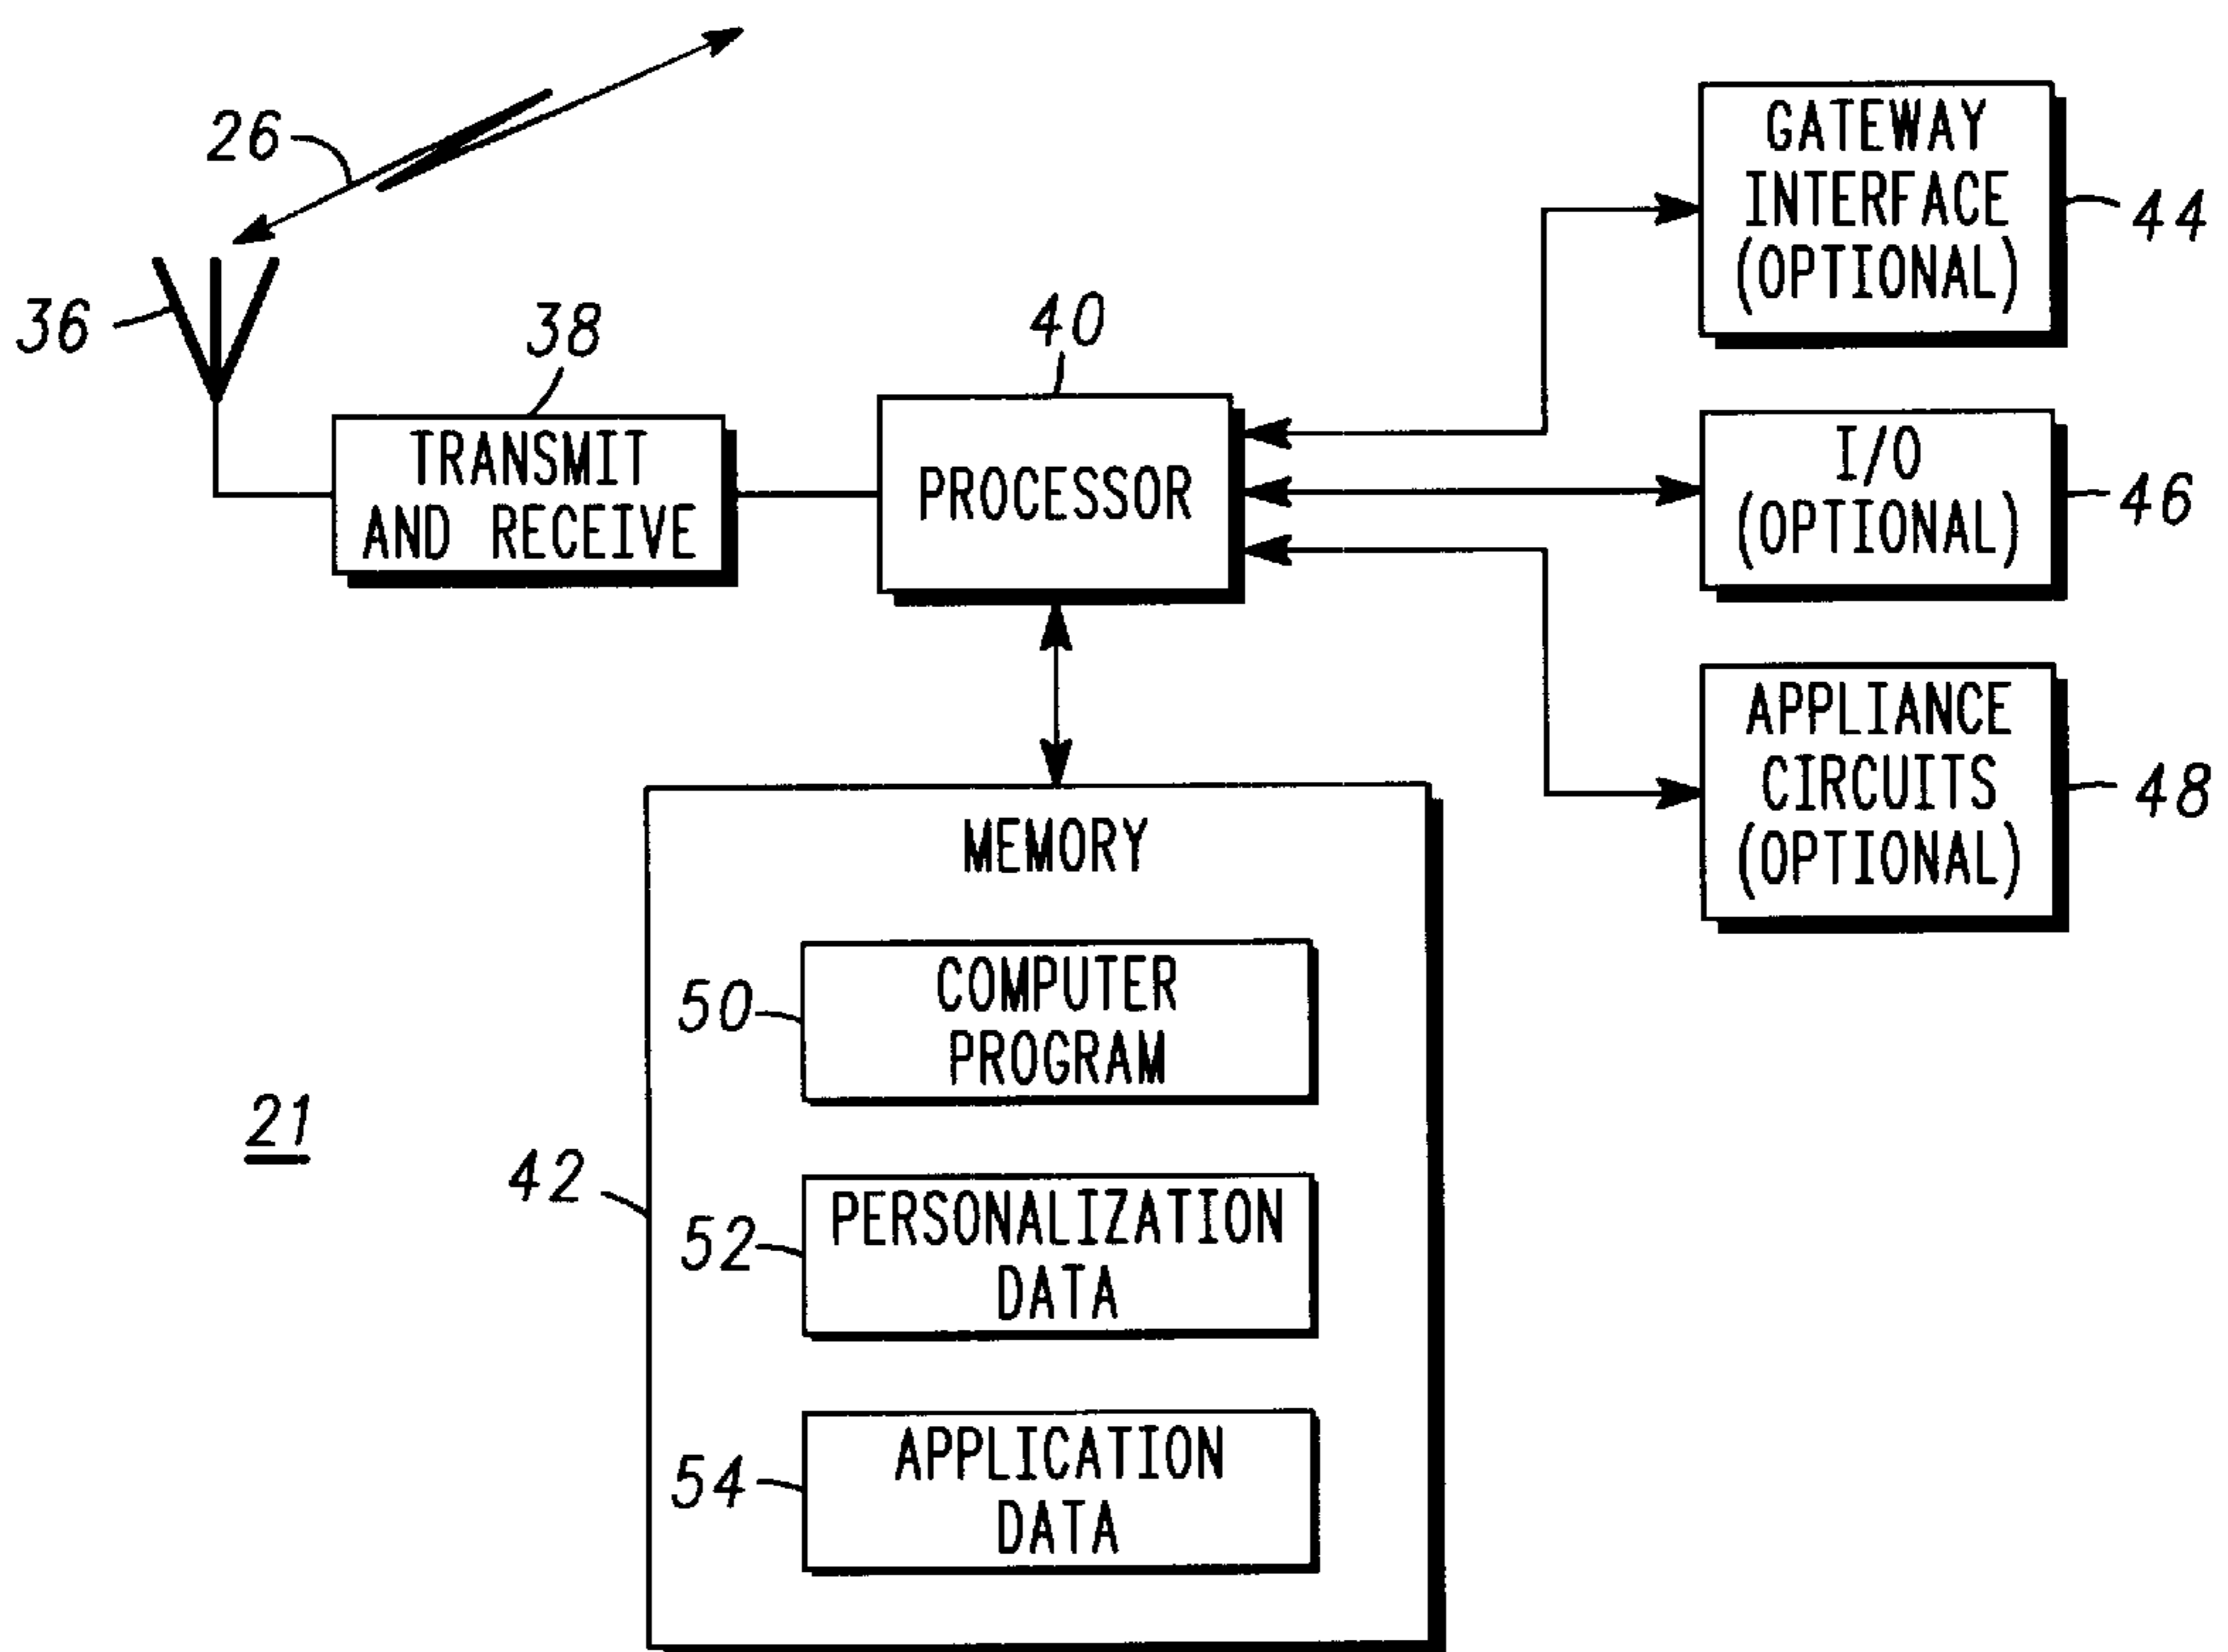 26
36
38
TRANSMIT
AND RECEIVE
40
PROCESSOR
GATEWAY
INTERFACE
(OPTIONAL)
44
I/O
(OPTIONAL)
46
APPLIANCE
CIRCUITS
(OPTIONAL)
48
MEMORY
42
50
COMPUTER
PROGRAM
52
PERSONALIZATION
DATA
54
APPLICATION
DATA
21